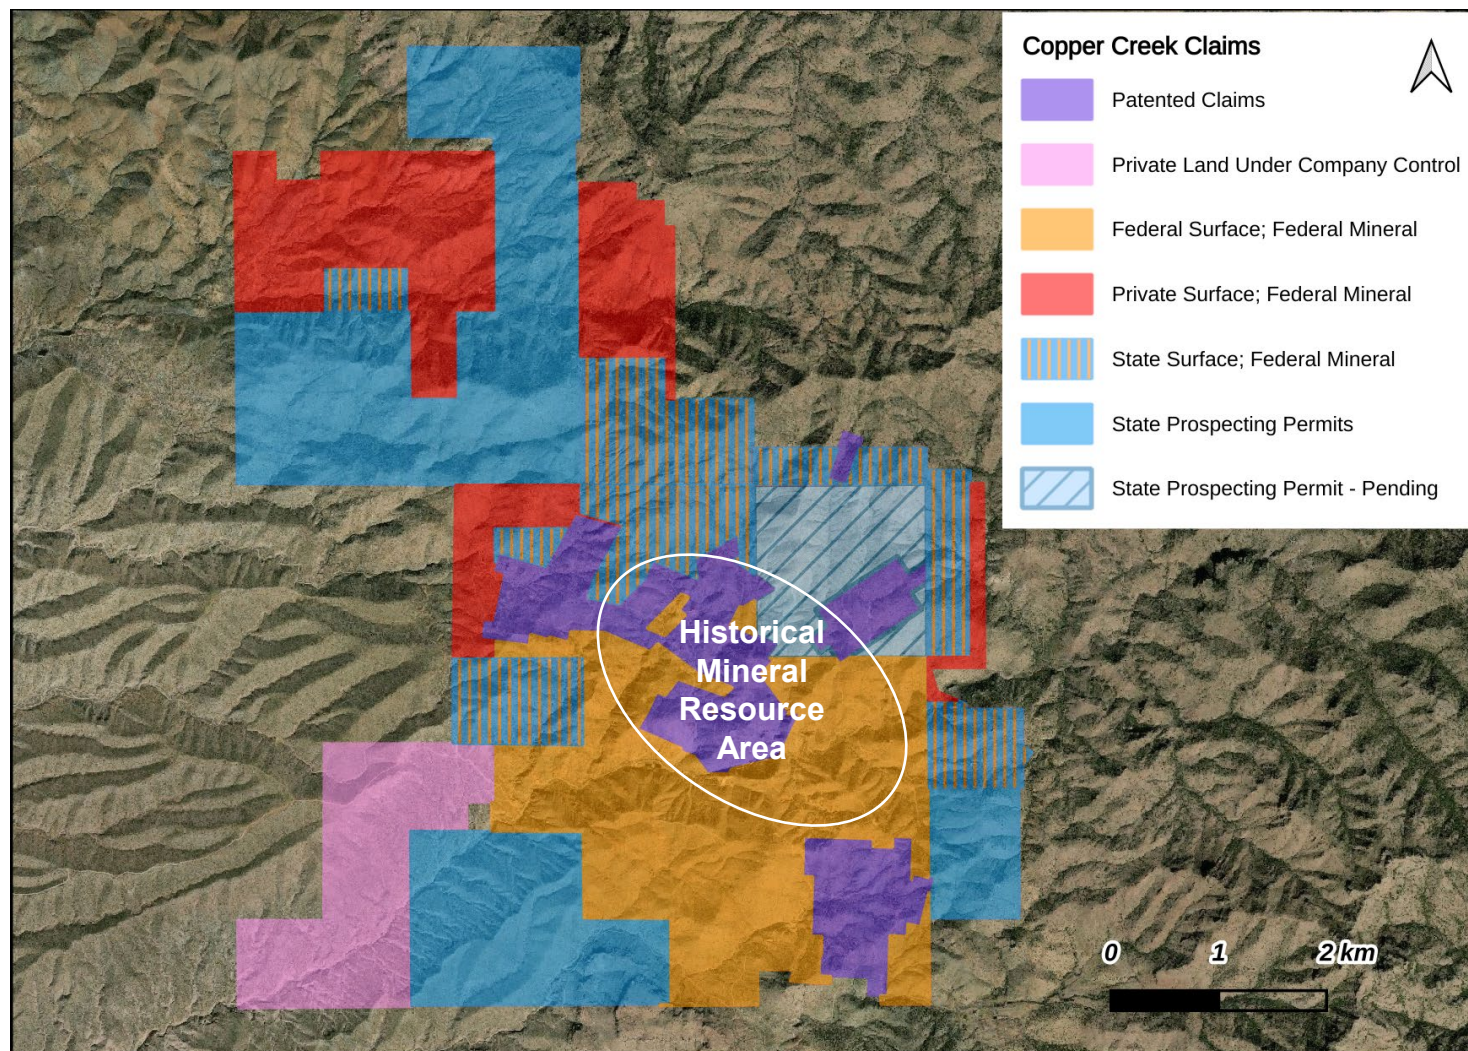 Copper Creek Claims
Patented Claims
Private Land Under Company Control
Federal Surface; Federal Mineral
Private Surface; Federal Mineral
State Surface; Federal Mineral
State Prospecting Permits
State Prospecting Permit - Pending
Historical
Mineral
Resource
Area
0 1 2 km